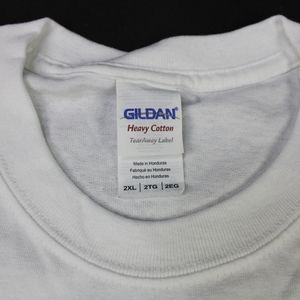 GILDAN®
Heavy Cotton
TearAway Label
Made in Honduras
Fabriqué au Honduras
Hecho en Honduras
2XL | 2TG | 2EG